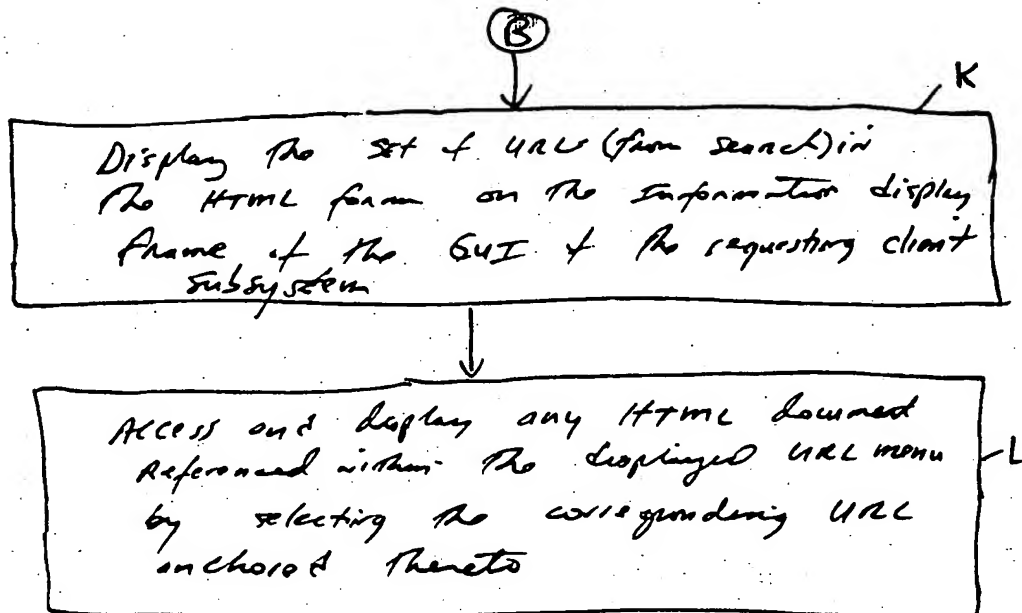 B
K
Display the set of URLs (from search) in
the HTML form on the Information display
frame of the GUI of the requesting client
subsystem
Access and display any HTML document
Referenced within the displayed URL menu
L
by selecting the corresponding URL
anchored thereto